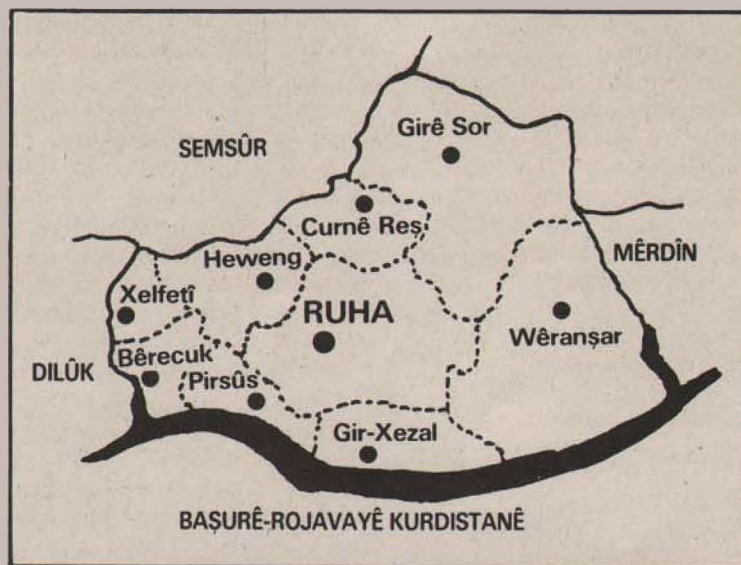 Girê Sor
SEMSÛR
Curnê Reş
MÊRDÎN
Heweng
Xelfetî
RUHA
Wêranşar
DILÛK
Bêrecuk
Pirsûs
Gir-Xezal
BAŞURÊ-ROJAVAYÊ KURDISTANÊ